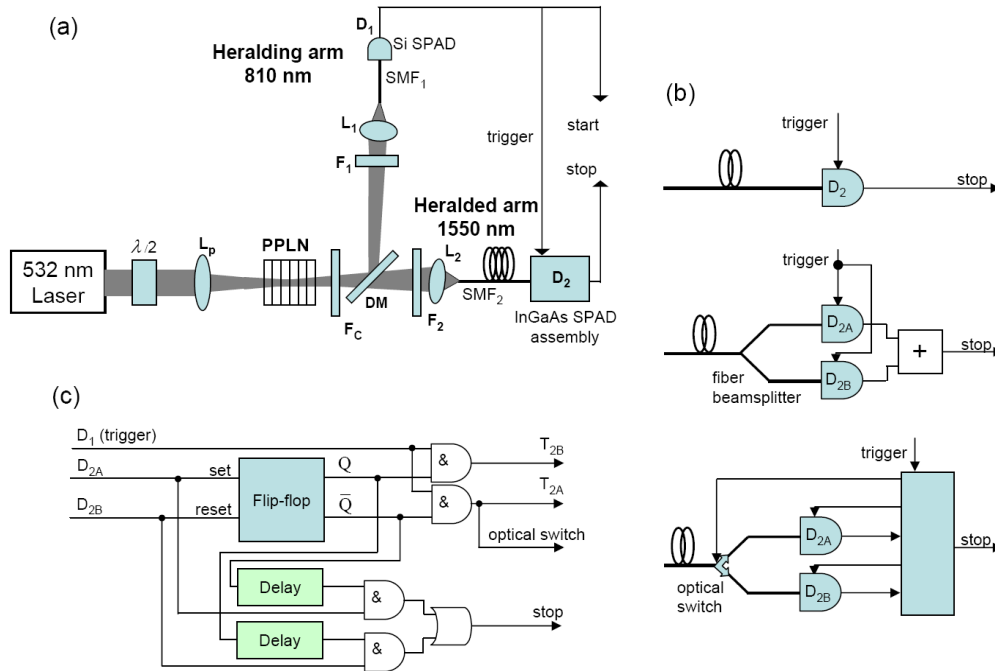 (a)
D1
Si SPAD
Heralding arm
810 nm
SMF1
L1
F1
trigger
start
stop
Heralded arm
1550 nm
λ/2
Lp
PPLN
L2
532 nm
Laser
DM
SMF2
D2
FC
F2
InGaAs SPAD
assembly
(b)
trigger
D2
stop
trigger
D2A
+
stop
D2B
fiber
beamsplitter
trigger
D2A
stop
optical
switch
D2B
(c)
D1 (trigger)
T2B
D2A
set
Q
&
Flip-flop
T2A
D2B
reset
Q̅
&
optical switch
Delay
&
stop
Delay
&